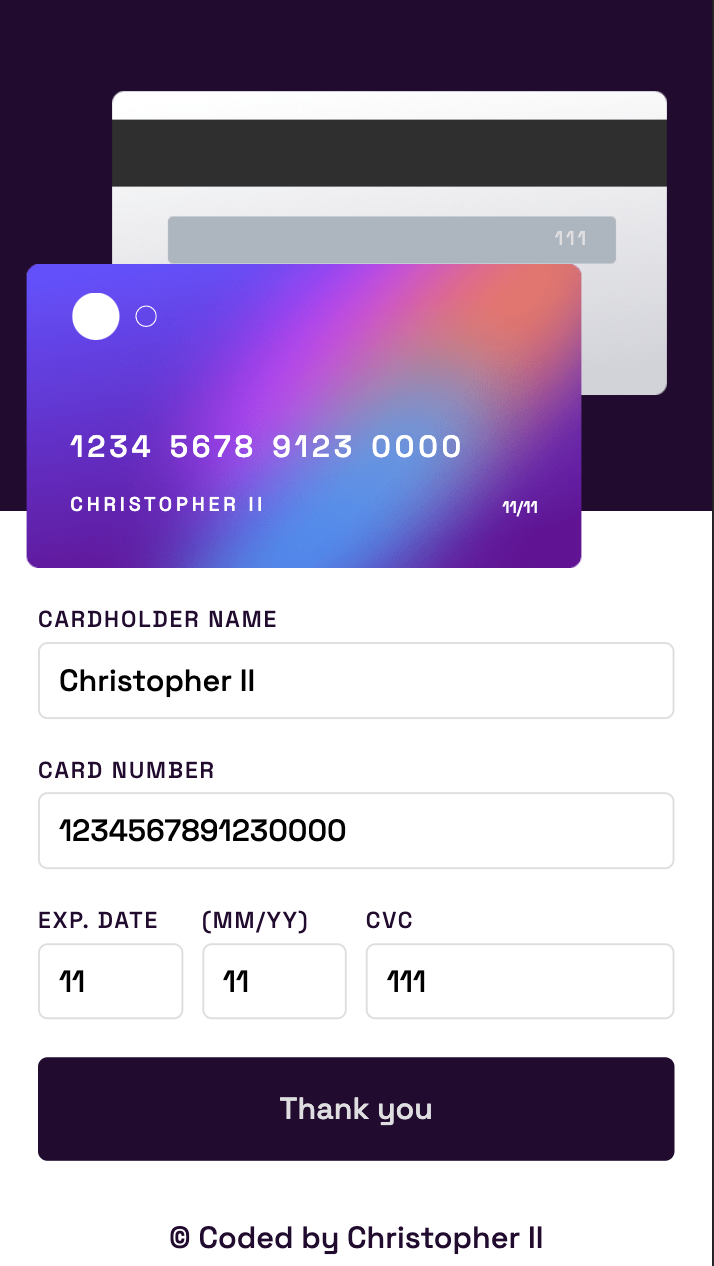 111
1234 5678 9123 0000
CHRISTOPHER II
11/11
CARDHOLDER NAME
Christopher II
CARD NUMBER
1234567891230000
EXP. DATE (MM/YY) CVC
11 11 111
Thank you
© Coded by Christopher II